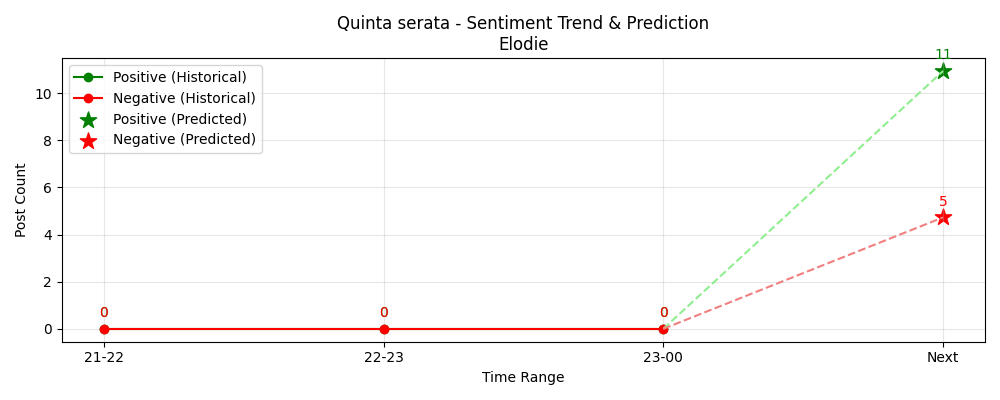 Quinta serata - Sentiment Trend & Prediction
Elodie
11
Positive (Historical)
Negative (Historical)
Positive (Predicted)
Negative (Predicted)
10
8
6
4
2
0
Post Count
5
0
0
0
21-22
22-23
23-00
Next
Time Range